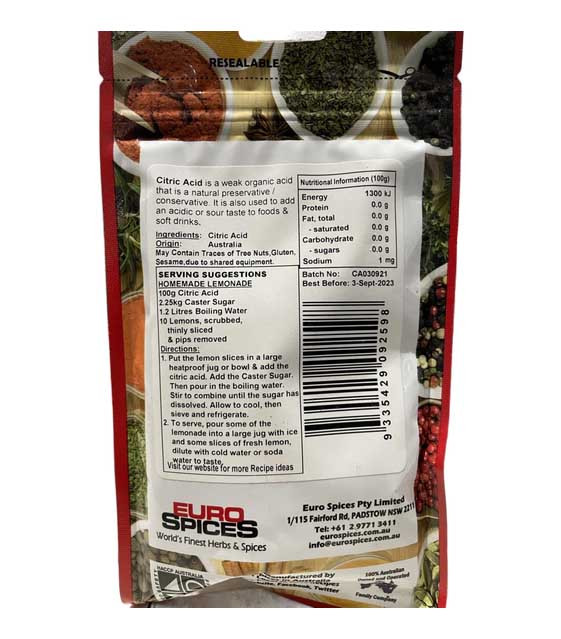 RESEALABLE
Citric Acid is a weak organic acid
that is a natural preservative /
conservative. It is also used to add
an acidic or sour taste to foods &
soft drinks.
Ingredients: Citric Acid
Origin: Australia
May Contain Traces of Tree Nuts,Gluten,
Sesame,due to shared equipment.
Nutritional Information (100g)
Energy 1300 kJ
Protein 0.0 g
Fat, total 0.0 g
- saturated 0.0 g
Carbohydrate 0.0 g
- sugars 0.0 g
Sodium 1 mg
Batch No: CA030921
Best Before: 3-Sept-2023
SERVING SUGGESTIONS
HOMEMADE LEMONADE
100g Citric Acid
2.25kg Caster Sugar
1.2 Litres Boiling Water
10 Lemons, scrubbed,
thinly sliced
& pips removed
Directions:
1. Put the lemon slices in a large
heatproof jug or bowl & add the
citric acid. Add the Caster Sugar.
Then pour in the boiling water.
Stir to combine until the sugar has
dissolved. Allow to cool, then
sieve and refrigerate.
2. To serve, pour some of the
lemonade into a large jug with ice
and some slices of fresh lemon,
dilute with cold water or soda
water to taste.
Visit our website for more Recipe ideas
9 335429 092598
EURO
SPICES
World's Finest Herbs & Spices
Euro Spices Pty Limited
1/115 Fairford Rd, PADSTOW NSW 2211
Tel: +61 2 9771 3411
eurospices.com.au
info@eurospices.com.au
HACCP AUSTRALIA
Manufactured by
in Australia
Facebook, Twitter
100% Australian
Owned and Operated
Family Company